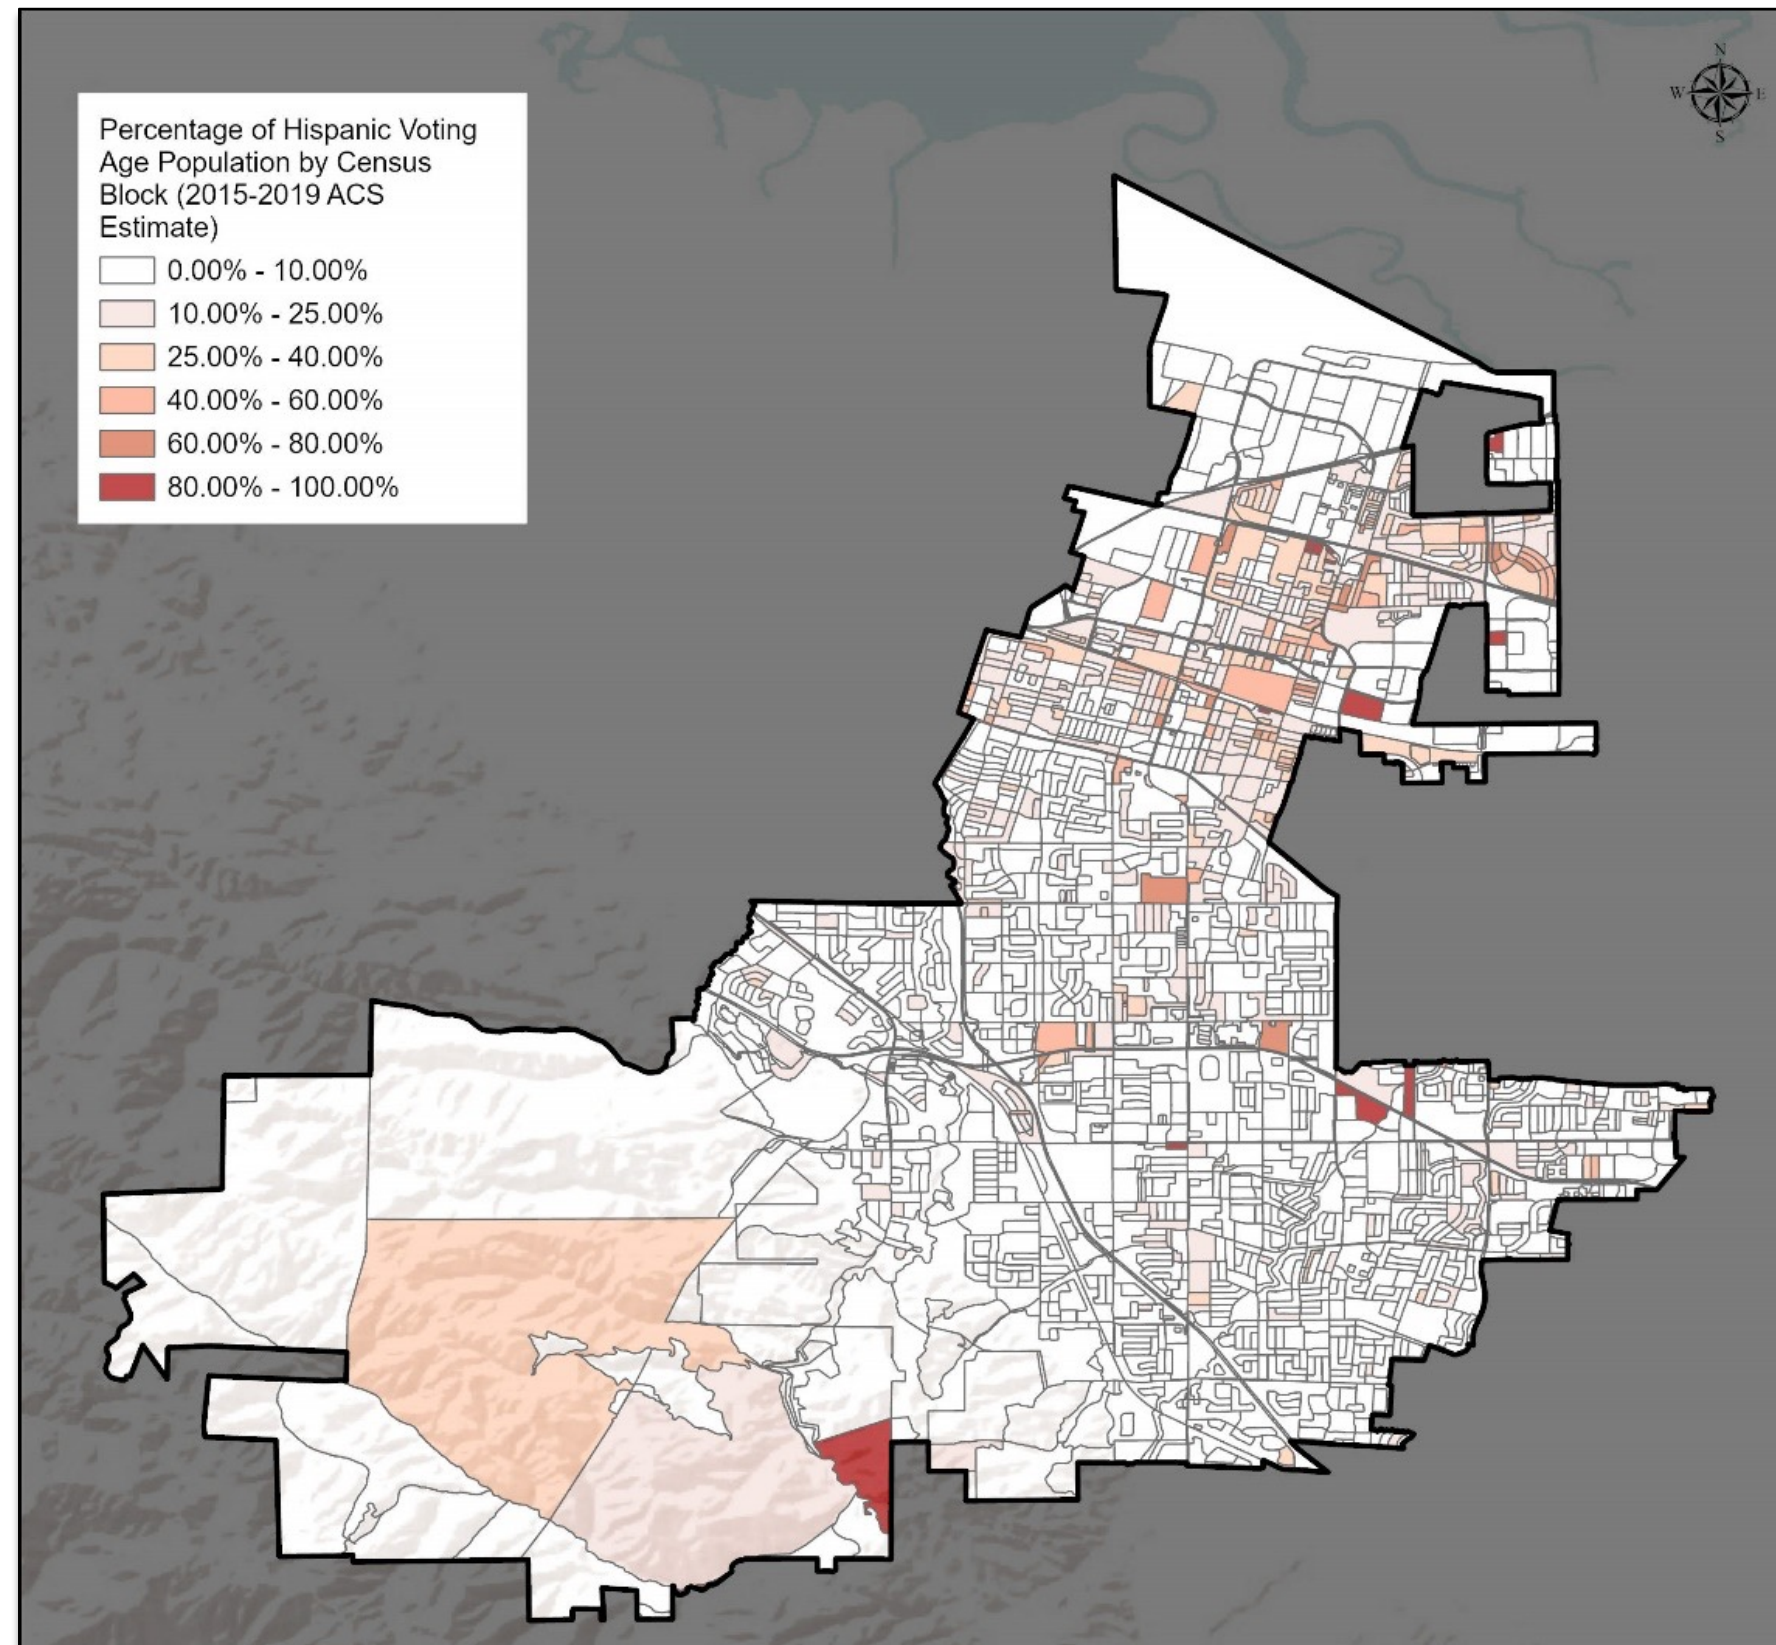 Percentage of Hispanic Voting
Age Population by Census
Block (2015-2019 ACS
Estimate)
0.00% - 10.00%
10.00% - 25.00%
25.00% - 40.00%
40.00% - 60.00%
60.00% - 80.00%
80.00% - 100.00%
N
W
E
S